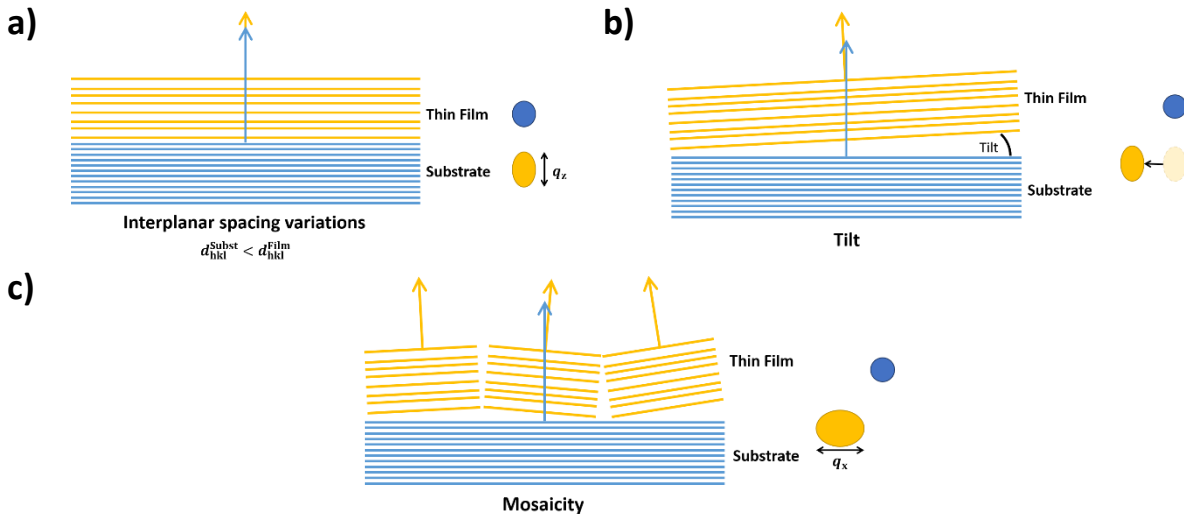 a)
Thin Film
Substrate
q_z
Interplanar spacing variations
d_hkl^Subst < d_hkl^Film
b)
Thin Film
Tilt
Substrate
Tilt
c)
Thin Film
Substrate
q_x
Mosaicity